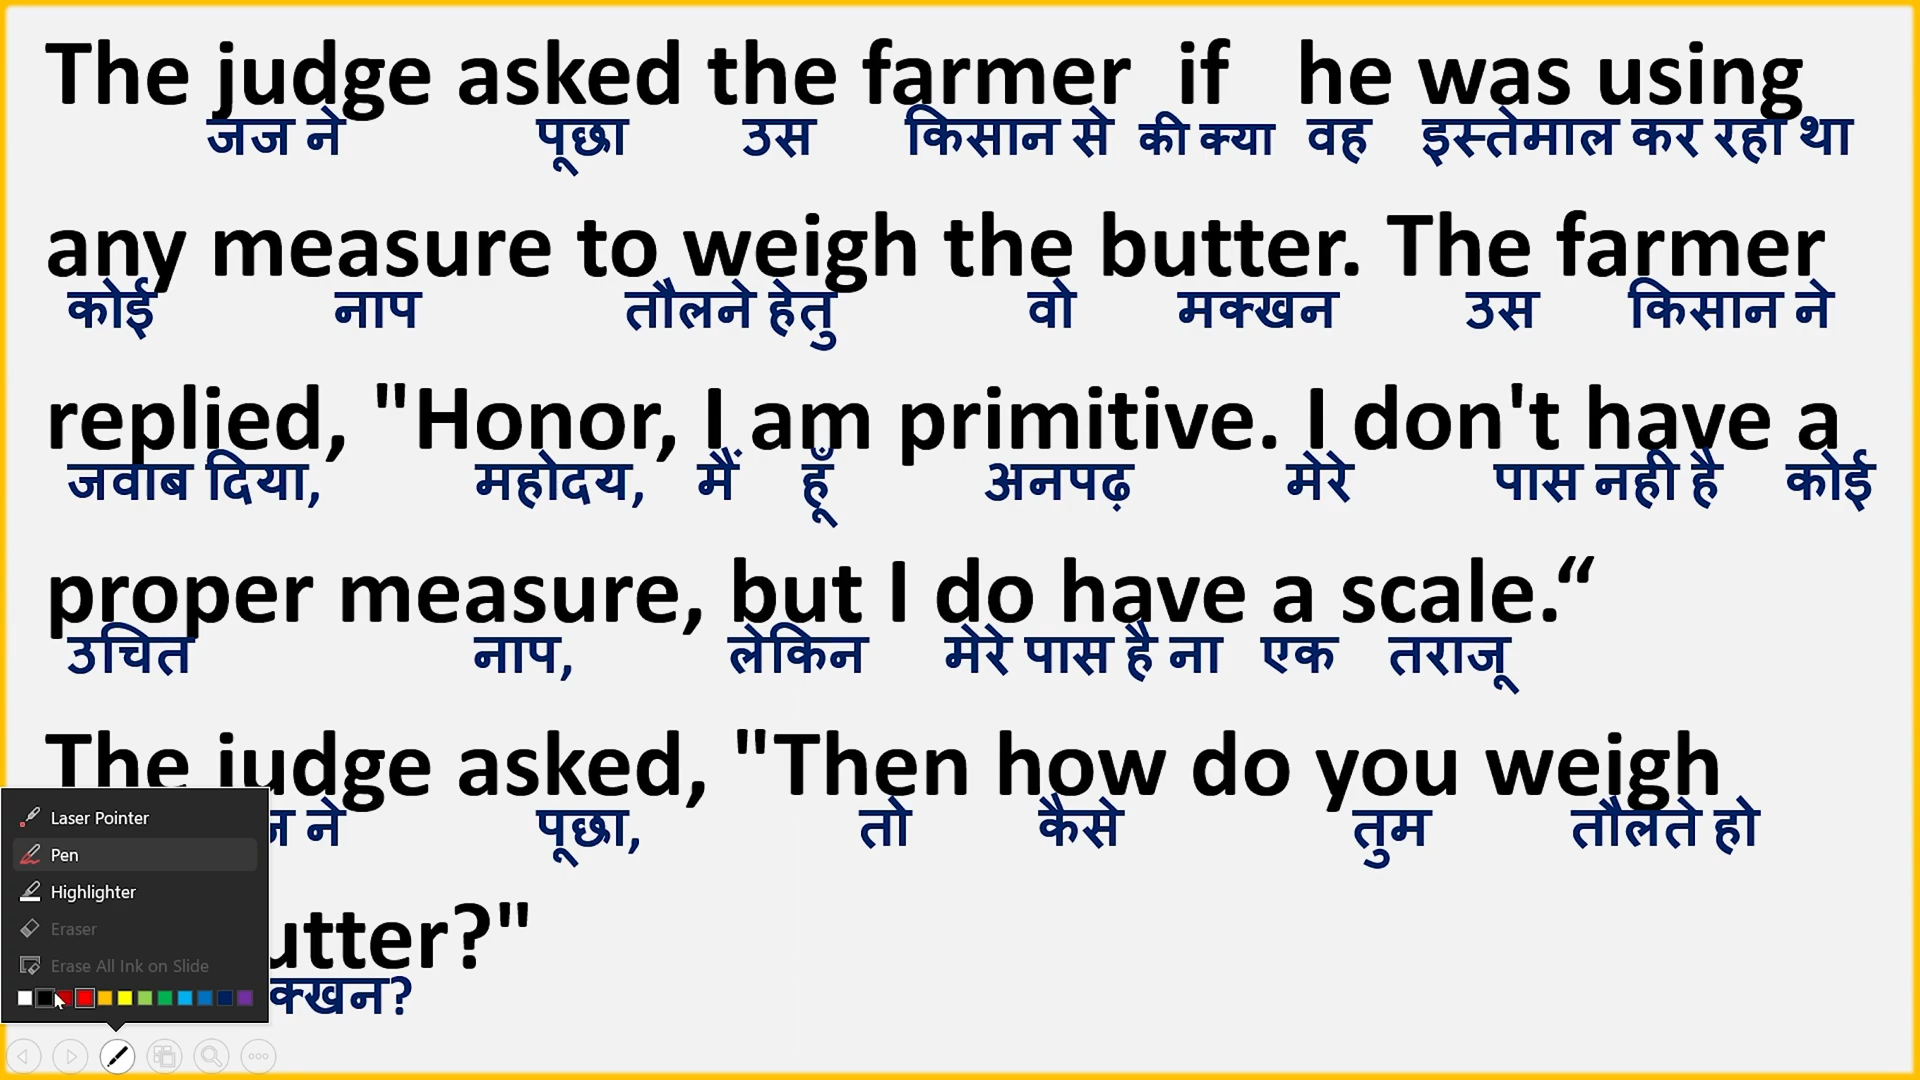 The judge asked the farmer if he was using
जज ने पूछा उस किसान से की क्या वह इस्तेमाल कर रहा था
any measure to weigh the butter. The farmer
कोई नाप तौलने हेतु वो मक्खन उस किसान ने
replied, "Honor, I am primitive. I don't have a
जवाब दिया, महोदय, मैं हूँ अनपढ़ मेरे पास नही है कोई
proper measure, but I do have a scale.“
उचित नाप, लेकिन मेरे पास है ना एक तराजू
The judge asked, "Then how do you weigh
ने पूछा, तो कैसे तुम तौलते हो
utter?"
क्खन?
Laser Pointer
Pen
Highlighter
Eraser
Erase All Ink on Slide